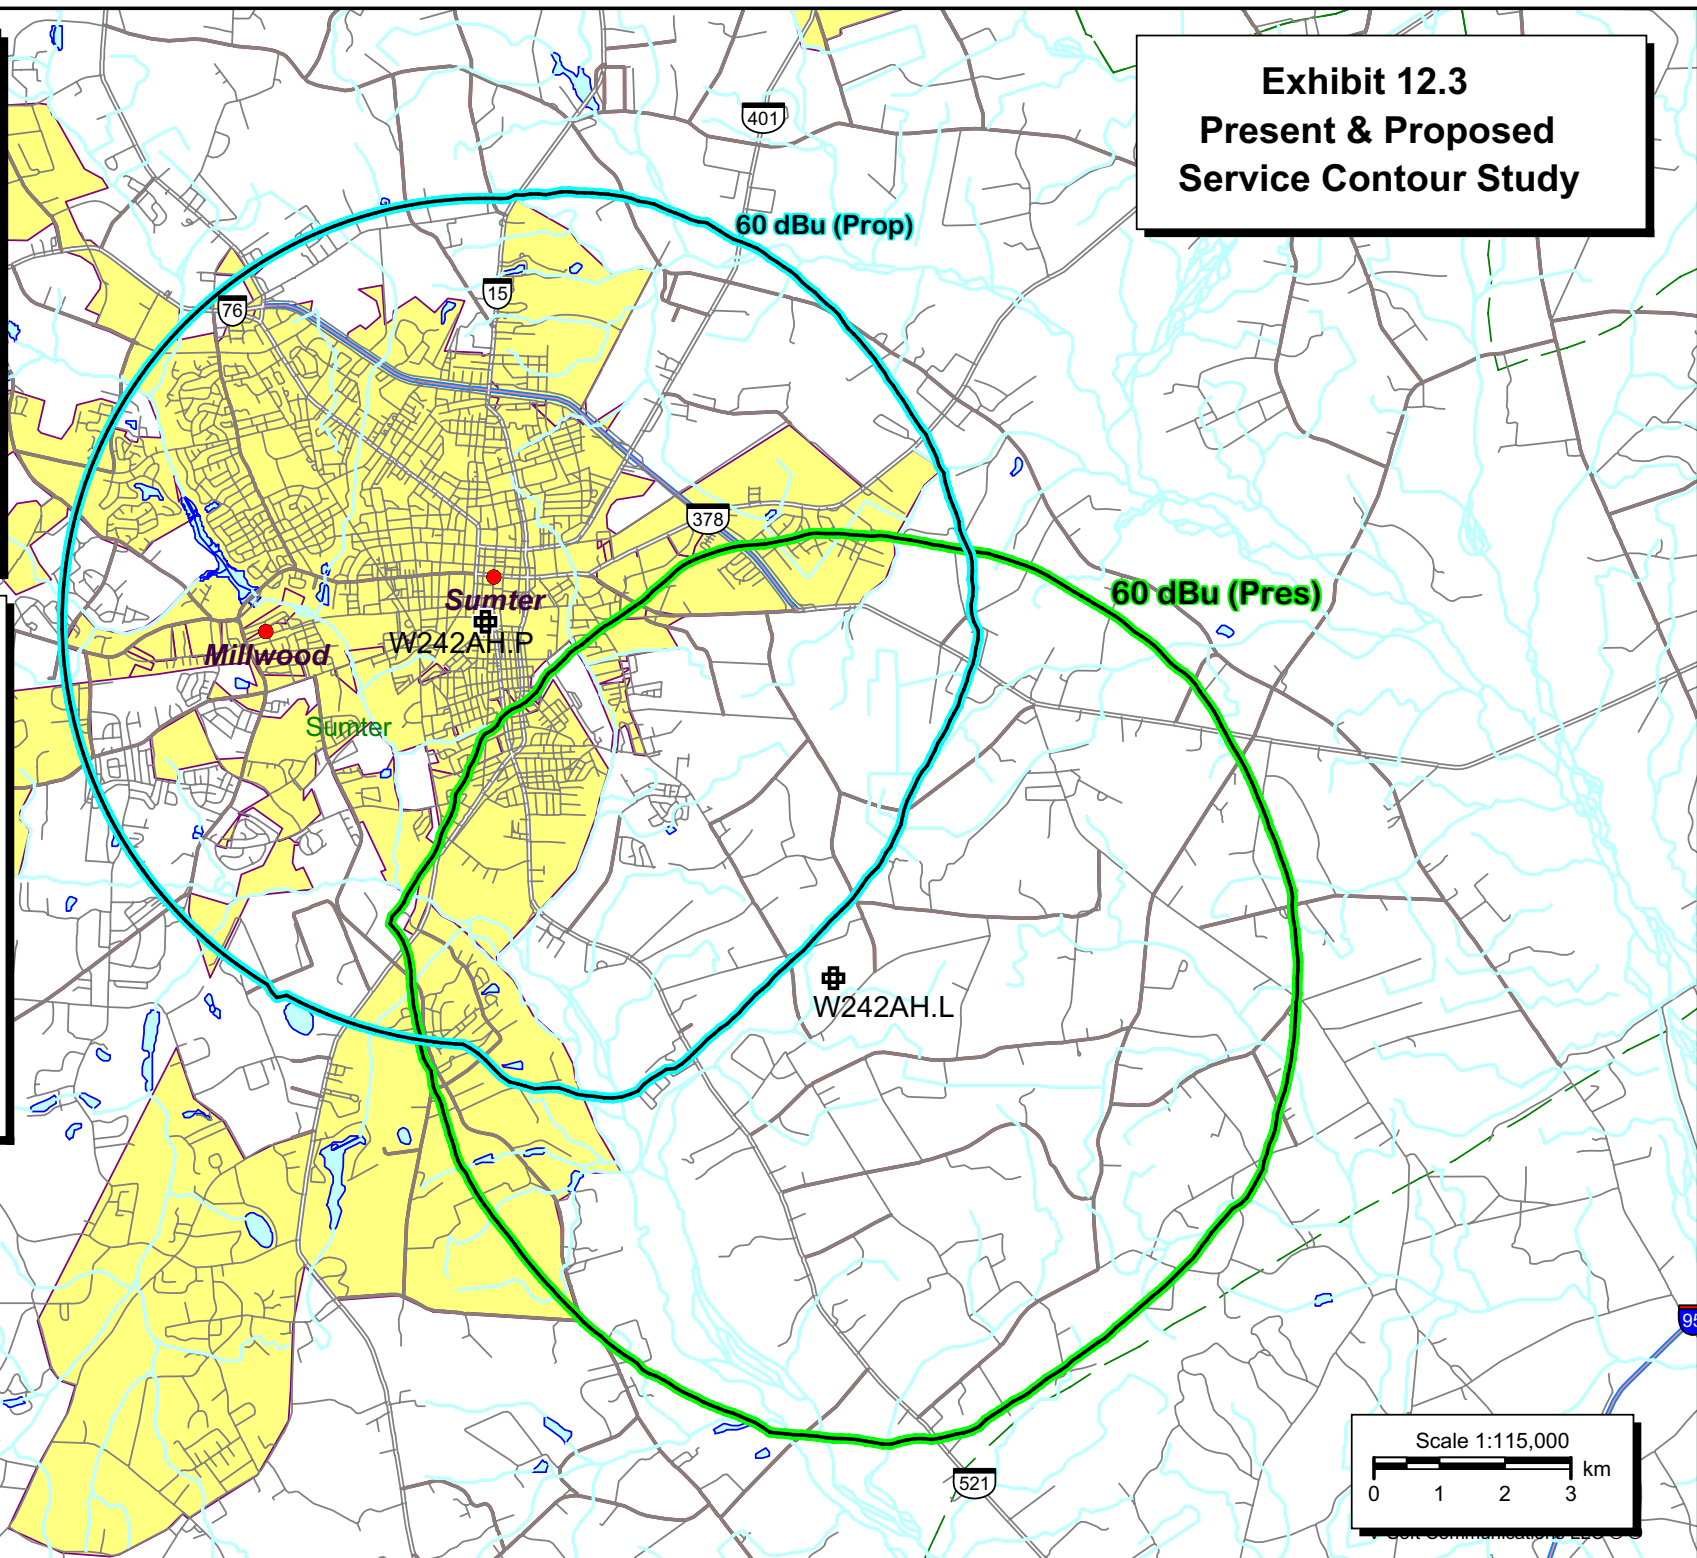 Exhibit 12.3
Present & Proposed
Service Contour Study
401
60 dBu (Prop)
15
76
378
Sumter
60 dBu (Pres)
W242AH.P
Millwood
Sumter
W242AH.L
95
Scale 1:115,000
km
0 1 2 3
521